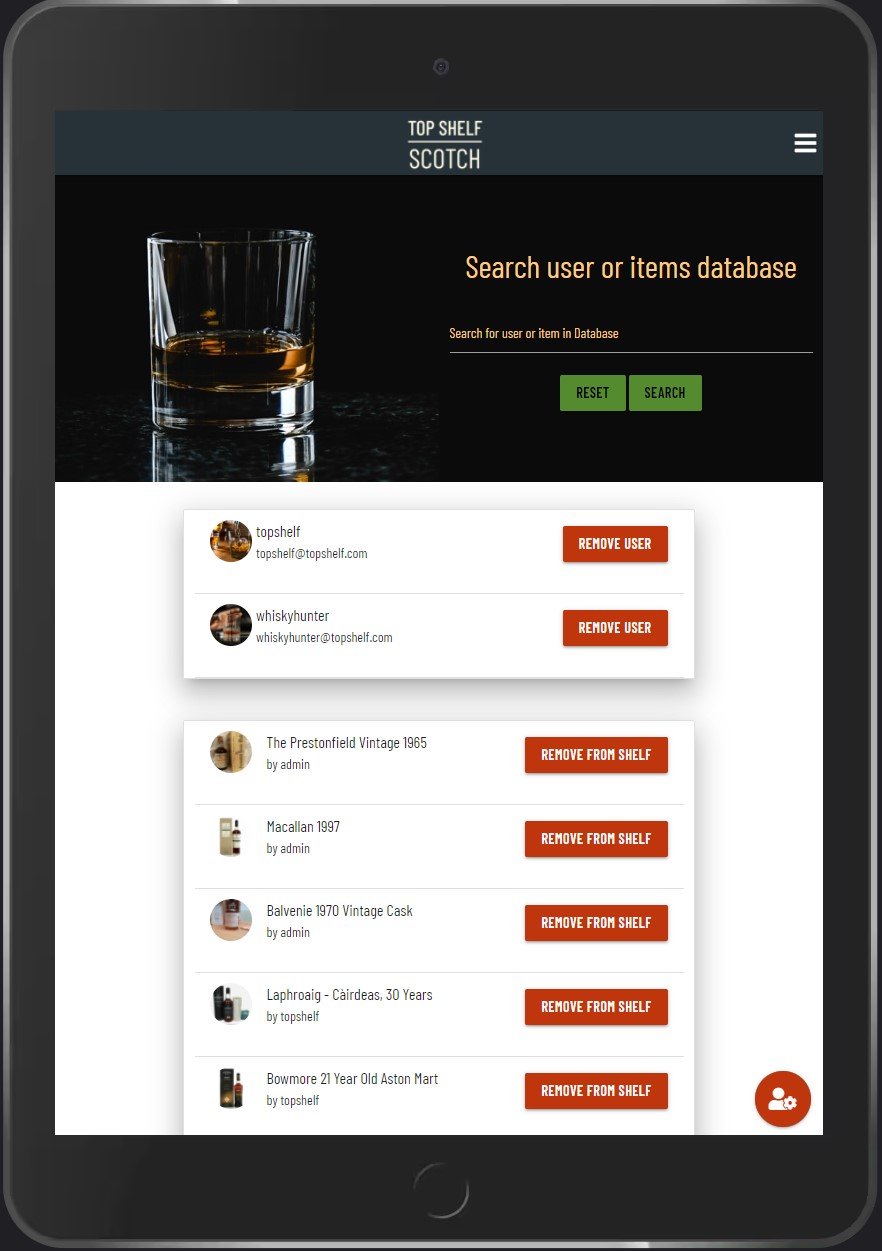 TOP SHELF
SCOTCH
Search user or items database
Search for user or item in Database
RESET SEARCH
topshelf
topshelf@topshelf.com
REMOVE USER
whiskyhunter
whiskyhunter@topshelf.com
REMOVE USER
The Prestonfield Vintage 1965
by admin
REMOVE FROM SHELF
Macallan 1997
by admin
REMOVE FROM SHELF
Balvenie 1970 Vintage Cask
by admin
REMOVE FROM SHELF
Laphroaig - Càirdeas, 30 Years
by topshelf
REMOVE FROM SHELF
Bowmore 21 Year Old Aston Mart
by topshelf
REMOVE FROM SHELF